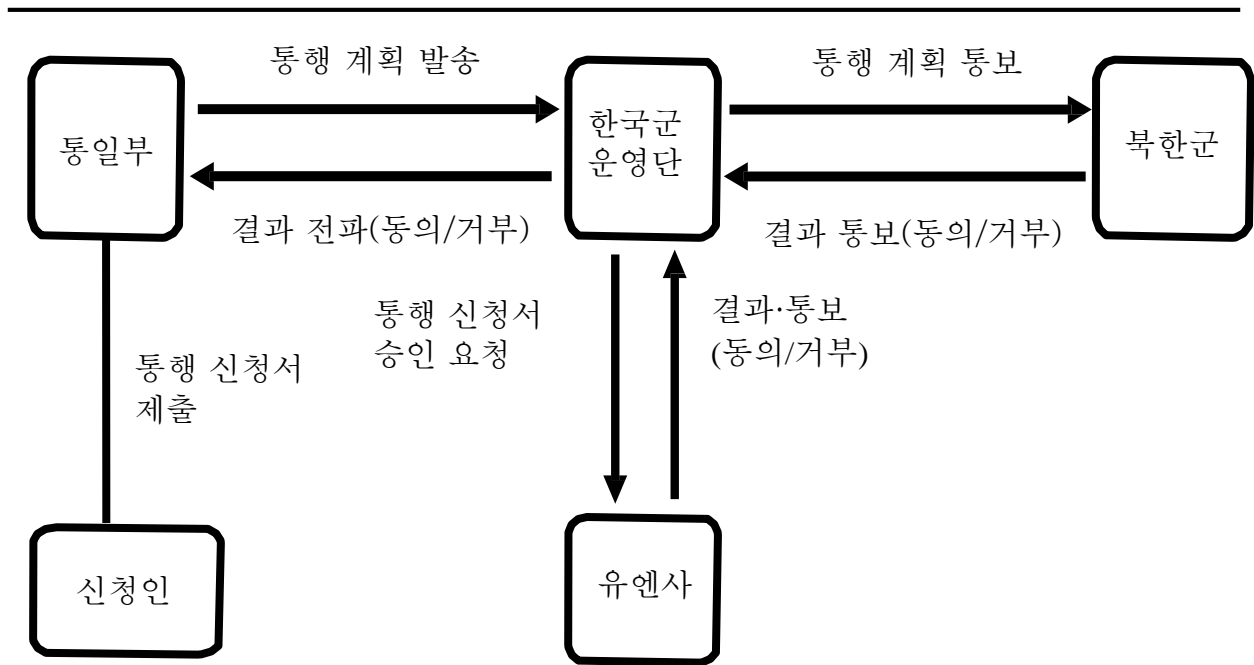 통행 계획 발송
통행 계획 통보
통일부
한국군
운영단
북한군
결과 전파(동의/거부)
결과 통보(동의/거부)
통행 신청서
승인 요청
결과·통보
(동의/거부)
통행 신청서
제출
신청인
유엔사